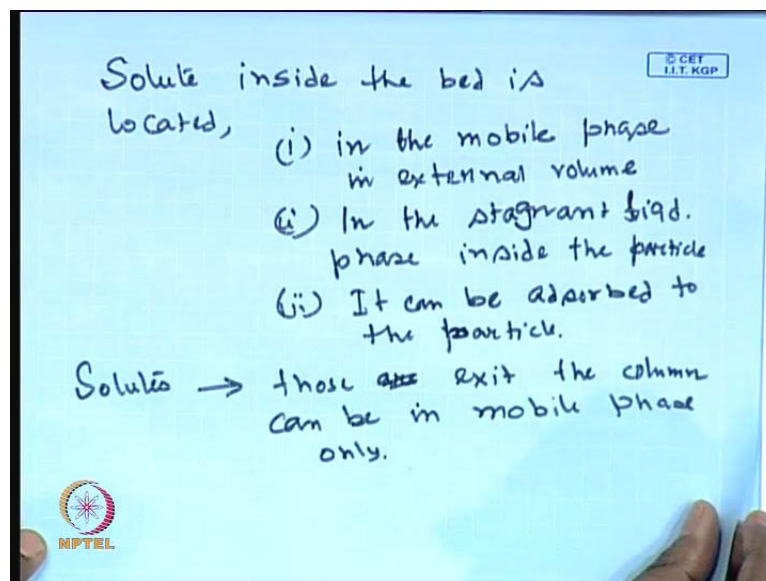 Solute inside the bed is
© CET
I.I.T. KGP
located,
(i) in the mobile phase
in external volume
(ii) In the stagnant liqd.
phase inside the particle
(iii) It can be adsorbed to
the particle.
Solutes → those exit the column
can be in mobile phase
only.
NPTEL